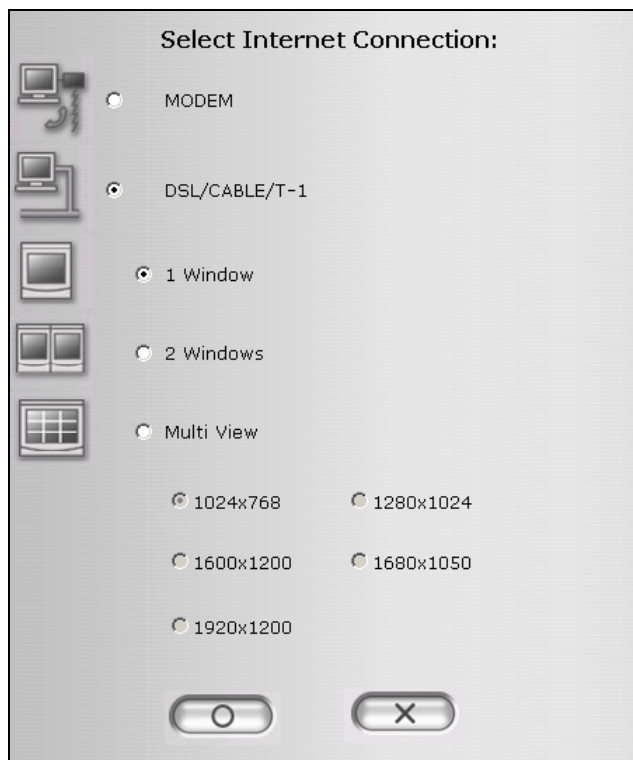 Select Internet Connection:
MODEM
DSL/CABLE/T-1
1 Window
2 Windows
Multi View
1024x768 1280x1024
1600x1200 1680x1050
1920x1200